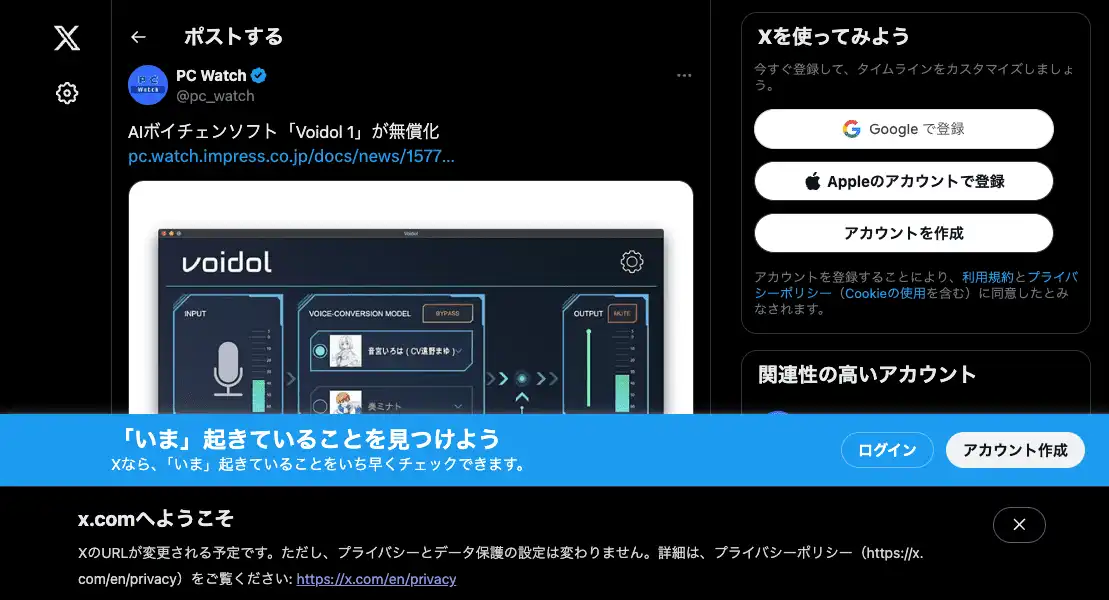 ポストする
PC Watch
@pc_watch
AIボイチェンソフト「Voidol 1」が無償化
pc.watch.impress.co.jp/docs/news/1577...
PC
Watch
Voidol
voidol
INPUT
VOICE-CONVERSION MODEL
BYPASS
OUTPUT
MUTE
音宮いろは ( CV遠野まゆ )
奏ミナト
Xを使ってみよう
今すぐ登録して、タイムラインをカスタマイズしましょ
う。
Google で登録
Appleのアカウントで登録
アカウントを作成
アカウントを登録することにより、利用規約とプライバ
シーポリシー（Cookieの使用を含む）に同意したとみ
なされます。
関連性の高いアカウント
「いま」起きていることを見つけよう
Xなら、「いま」起きていることをいち早くチェックできます。
ログイン
アカウント作成
x.comへようこそ
XのURLが変更される予定です。ただし、プライバシーとデータ保護の設定は変わりません。詳細は、プライバシーポリシー（https://x.
com/en/privacy）をご覧ください: https://x.com/en/privacy